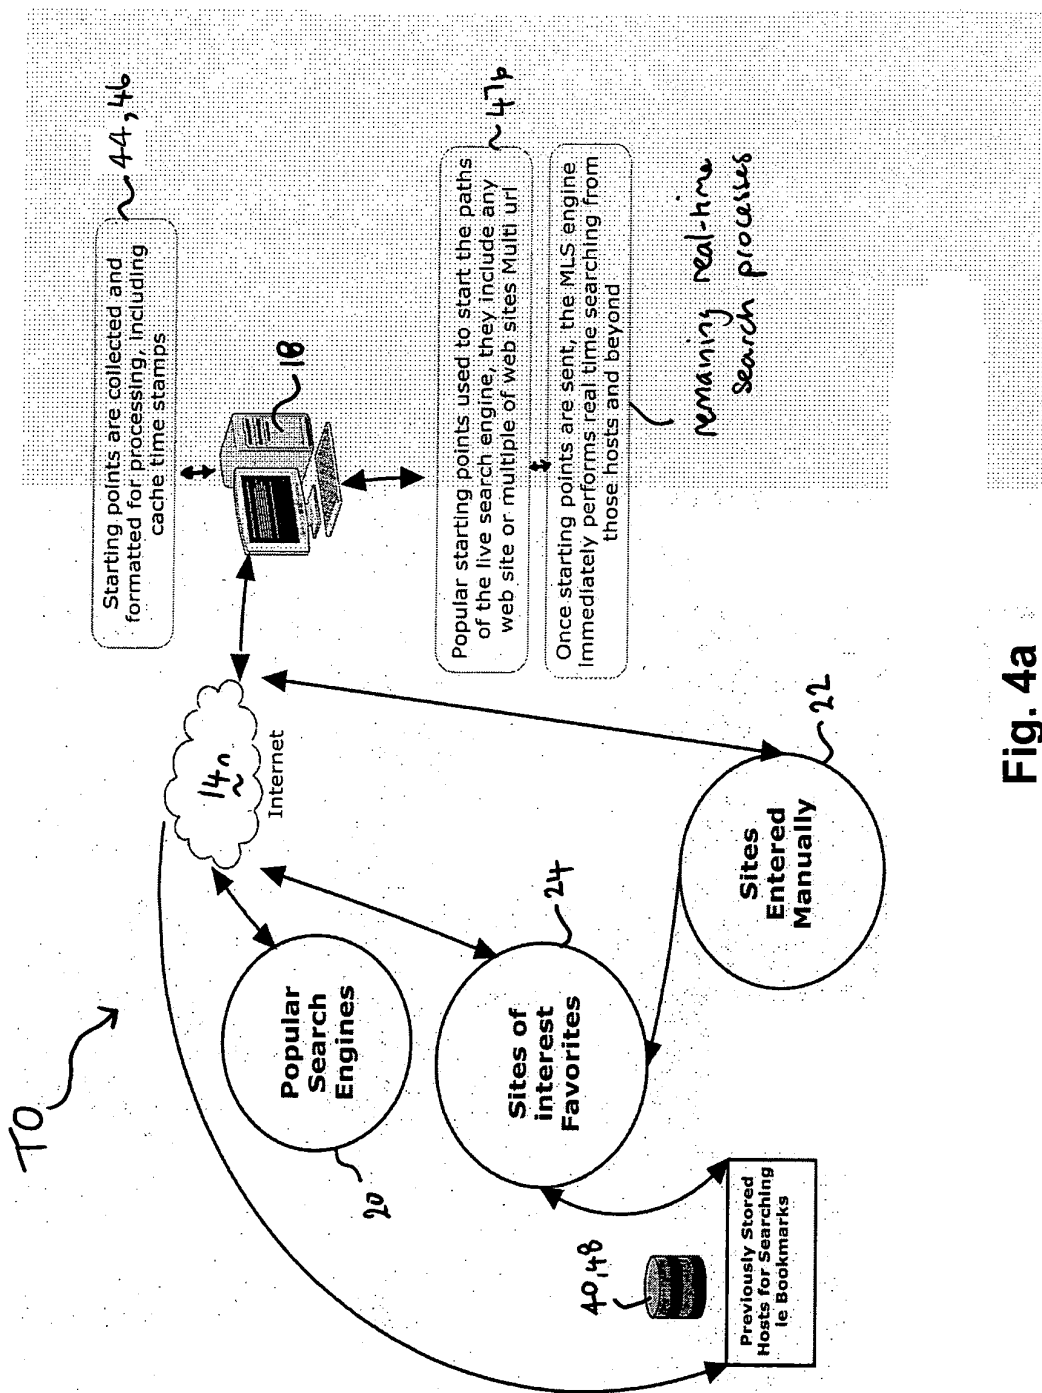 TO
Popular
Search
Engines
20
Sites of
interest
Favorites
24
Sites
Entered
Manually
22
40,48
Previously Stored
Hosts for Searching
ie Bookmarks
14n
Internet
18
Starting points are collected and
formatted for processing, including
cache time stamps
44, 46
Popular starting points used to start the paths
of the live search engine, they include any
web site or multiple of web sites Multi url
47p
Once starting points are sent, the MLS engine
immediately performs real time searching from
those hosts and beyond
remaining real-time
search processes
Fig. 4a